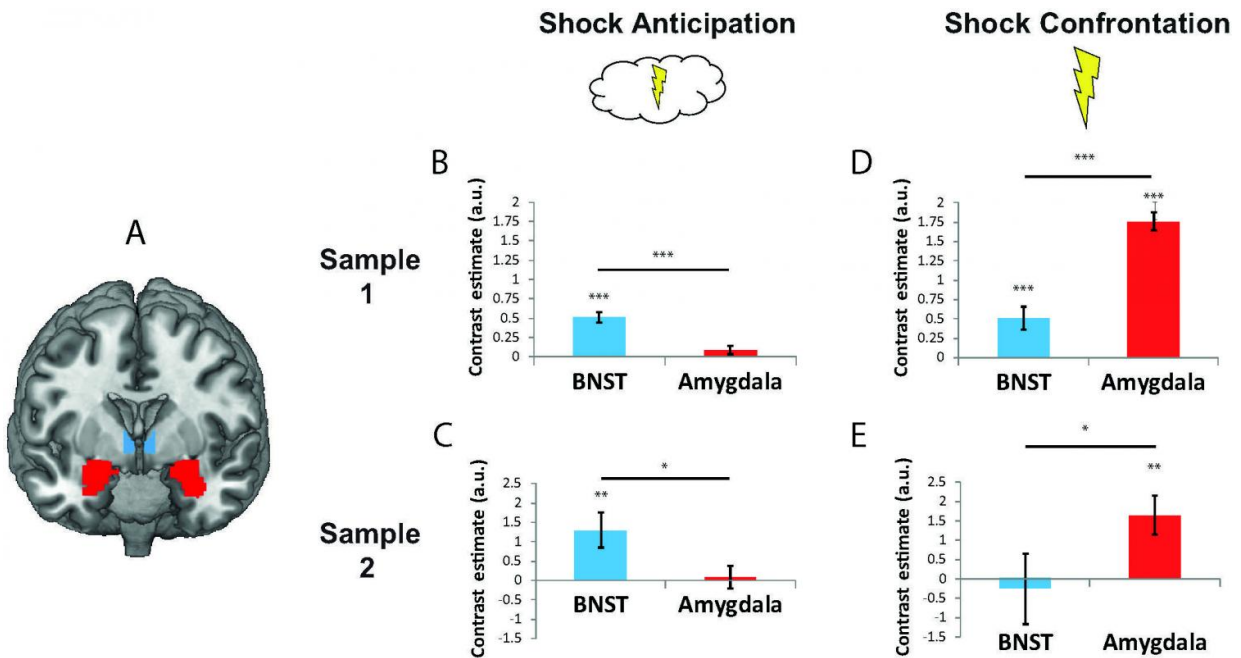 Shock Anticipation
Shock Confrontation
A
Sample
1
B
Contrast estimate (a.u.)
2
1.75
1.5
1.25
1
0.75
0.5
0.25
0
***
***
BNST
Amygdala
D
Contrast estimate (a.u.)
2
1.75
1.5
1.25
1
0.75
0.5
0.25
0
***
***
***
BNST
Amygdala
Sample
2
C
Contrast estimate (a.u.)
2.5
2
1.5
1
0.5
0
-0.5
-1
-1.5
*
**
BNST
Amygdala
E
Contrast estimate (a.u.)
2.5
2
1.5
1
0.5
0
-0.5
-1
-1.5
*
**
BNST
Amygdala